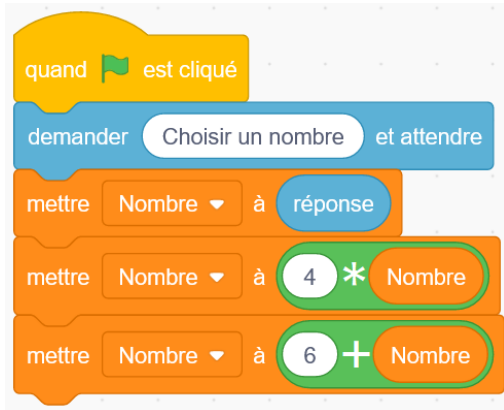 quand est cliqué
demander Choisir un nombre et attendre
mettre Nombre à réponse
mettre Nombre à 4 * Nombre
mettre Nombre à 6 + Nombre